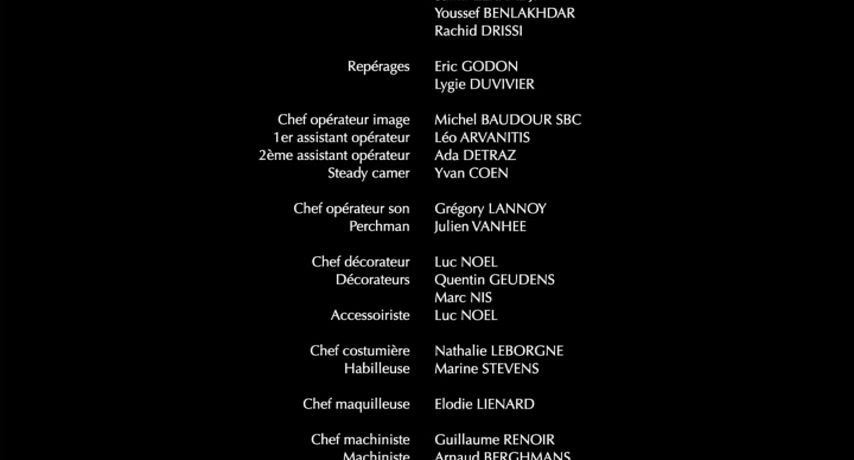 Youssef BENLAKHDAR
Rachid DRISSI
Repérages Eric GODON
Lygie DUVIVIER
Chef opérateur image Michel BAUDOUR SBC
1er assistant opérateur Léo ARVANITIS
2ème assistant opérateur Ada DETRAZ
Steady camer Yvan COEN
Chef opérateur son Grégory LANNOY
Perchman Julien VANHEE
Chef décorateur Luc NOEL
Décorateurs Quentin GEUDENS
Marc NIS
Accessoiriste Luc NOEL
Chef costumière Nathalie LEBORGNE
Habilleuse Marine STEVENS
Chef maquilleuse Elodie LIENARD
Chef machiniste Guillaume RENOIR
Machiniste Arnaud BERGHMANS